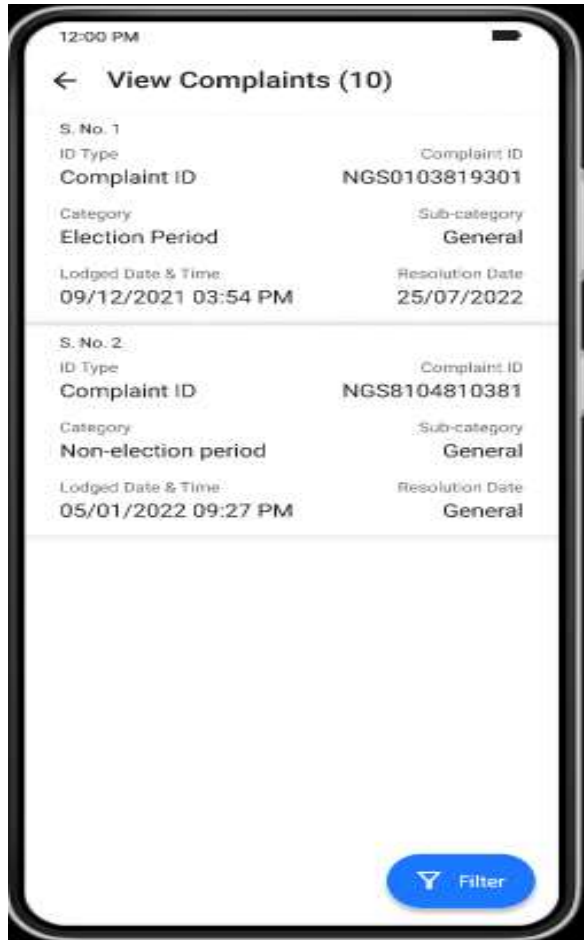 12:00 PM
← View Complaints (10)
S. No. 1
ID Type Complaint ID
Complaint ID NGS0103819301
Category Sub-category
Election Period General
Lodged Date & Time Resolution Date
09/12/2021 03:54 PM 25/07/2022
S. No. 2
ID Type Complaint ID
Complaint ID NGS8104810381
Category Sub-category
Non-election period General
Lodged Date & Time Resolution Date
05/01/2022 09:27 PM General
Filter